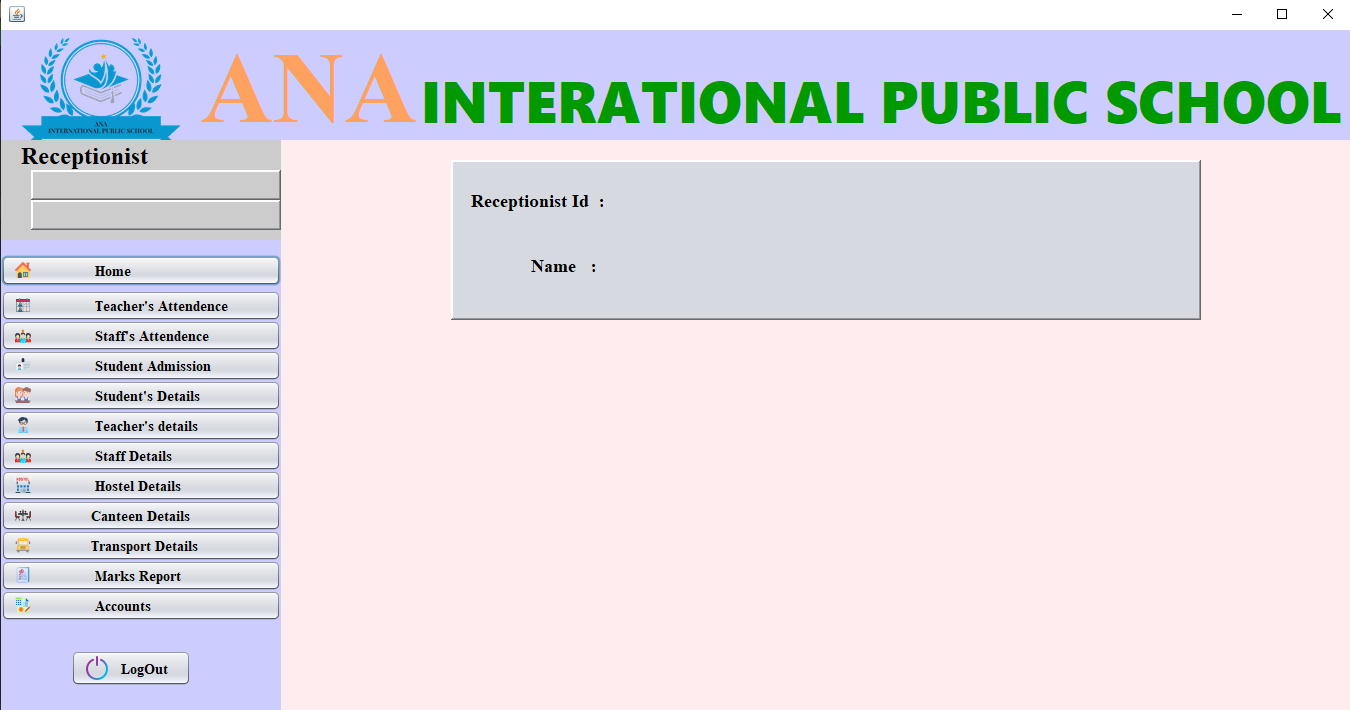 ANA INTERATIONAL PUBLIC SCHOOL
ANA
INTERNATIONAL PUBLIC SCHOOL
Receptionist
Receptionist Id :
Name :
Home
Teacher's Attendence
Staff's Attendence
Student Admission
Student's Details
Teacher's details
Staff Details
Hostel Details
Canteen Details
Transport Details
Marks Report
Accounts
LogOut